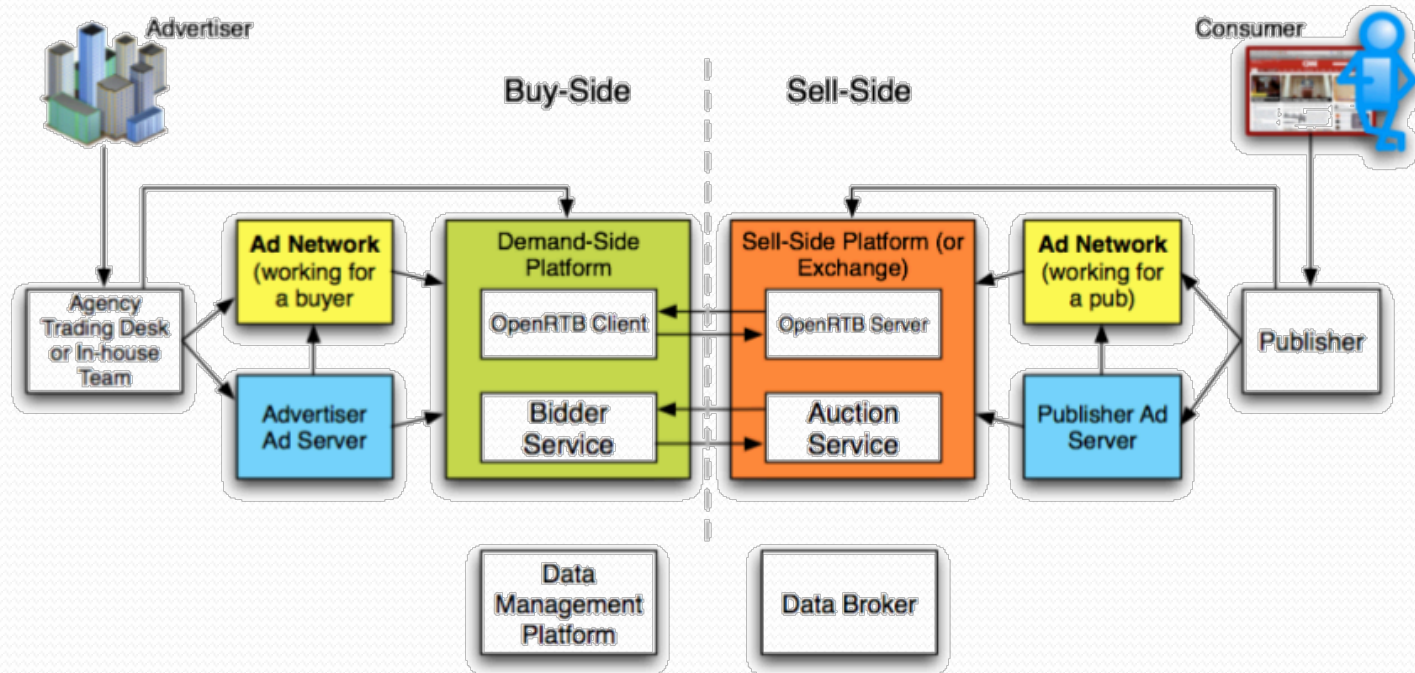 Advertiser
Consumer
Buy-Side
Sell-Side
Ad Network
(working for
a buyer
Demand-Side
Platform
Sell-Side Platform (or
Exchange)
Ad Network
(working for
a pub)
Agency
Trading Desk
or In-house
Team
OpenRTB Client
OpenRTB Server
Publisher
Advertiser
Ad Server
Bidder
Service
Auction
Service
Publisher Ad
Server
Data
Management
Platform
Data Broker